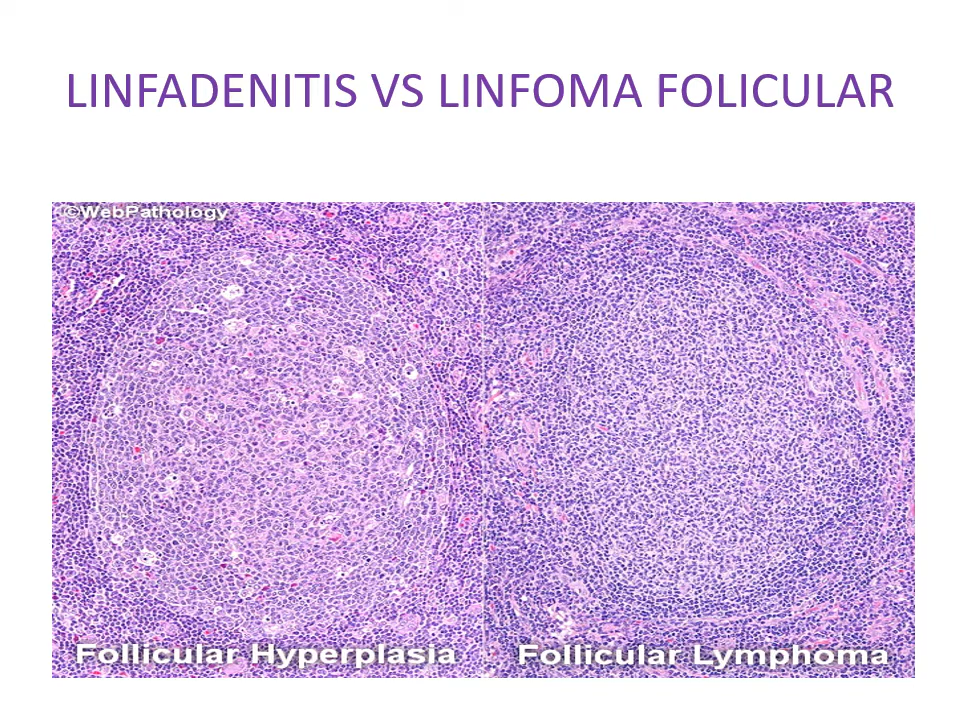 LINFADENITIS VS LINFOMA FOLICULAR
©WebPathology
Follicular Hyperplasia
Follicular Lymphoma